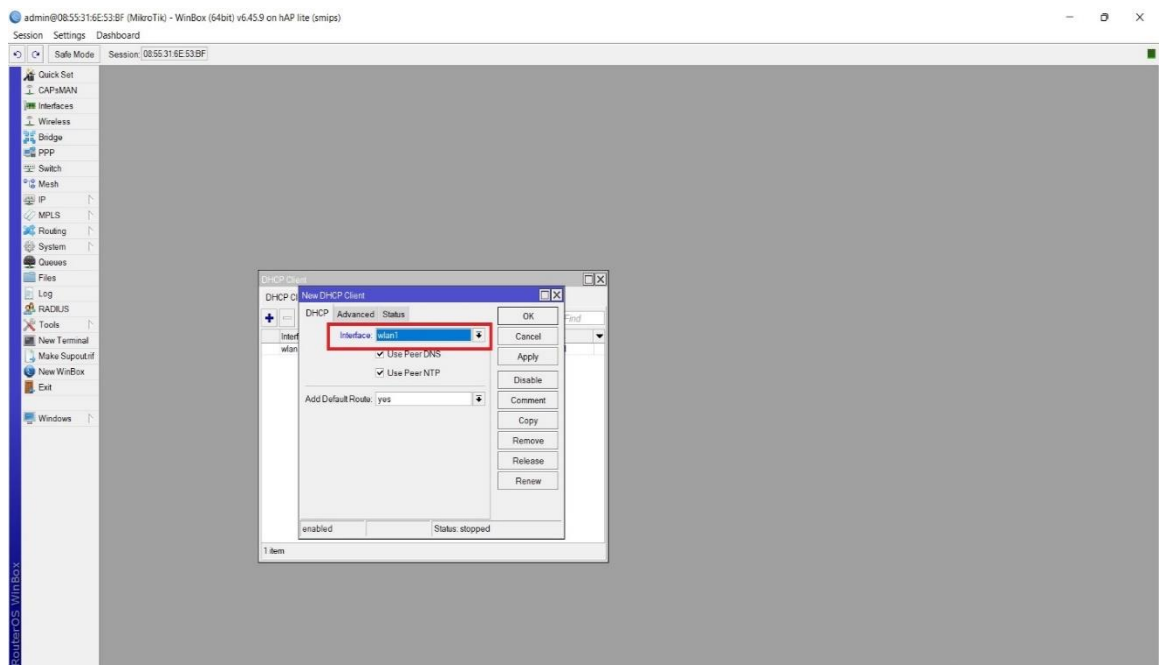 admin@08:55:31:6E:53:BF (MikroTik) - WinBox (64bit) v6.45.9 on hAP lite (smips)
Session Settings Dashboard
Safe Mode Session: 08:55:31:6E:53:BF
Quick Set
CAPsMAN
Interfaces
Wireless
Bridge
PPP
Switch
Mesh
IP
MPLS
Routing
System
Queues
Files
Log
RADIUS
Tools
New Terminal
Make Supout.rif
New WinBox
Exit
Windows
RouterOS WinBox
DHCP Client
DHCP Cl
Find
Interf
wlan
1 item
New DHCP Client
DHCP Advanced Status
Interface: wlan1
Use Peer DNS
Use Peer NTP
Add Default Route: yes
OK
Cancel
Apply
Disable
Comment
Copy
Remove
Release
Renew
enabled Status: stopped